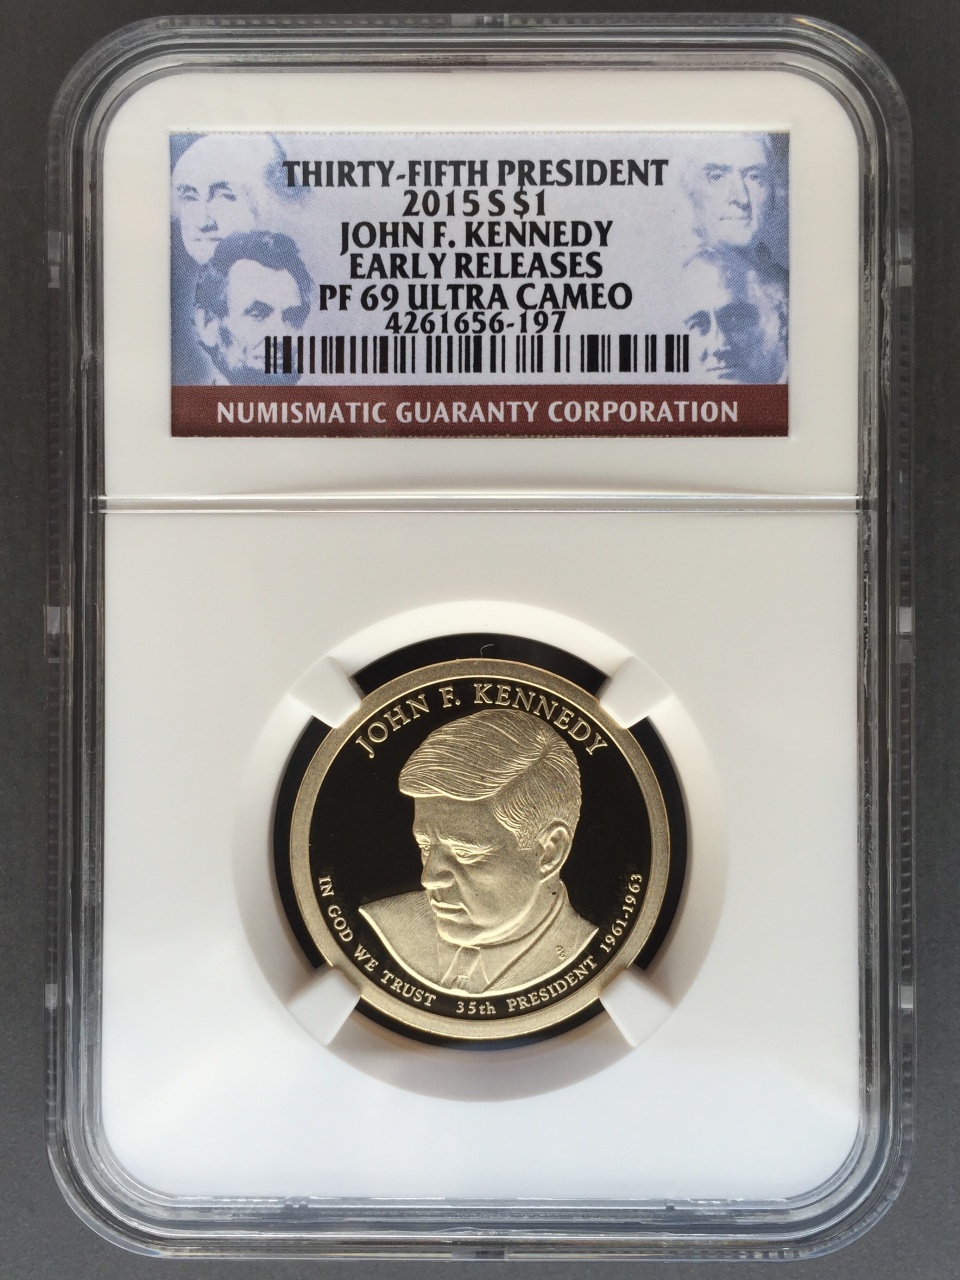 THIRTY-FIFTH PRESIDENT
2015 S $1
JOHN F. KENNEDY
EARLY RELEASES
PF 69 ULTRA CAMEO
4261656-197
NUMISMATIC GUARANTY CORPORATION
JOHN F. KENNEDY
IN GOD WE TRUST
35th PRESIDENT 1961-1963